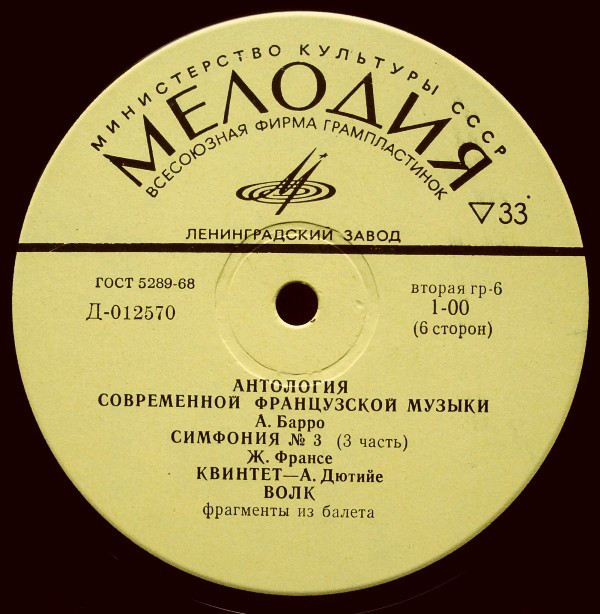 МИНИСТЕРСТВО КУЛЬТУРЫ СССР
МЕЛОДИЯ
ВСЕСОЮЗНАЯ ФИРМА ГРАМПЛАСТИНОК
33
ЛЕНИНГРАДСКИЙ ЗАВОД
ГОСТ 5289-68
Д-012570
вторая гр-6
1-00
(6 сторон)
АНТОЛОГИЯ
СОВРЕМЕННОЙ ФРАНЦУЗСКОЙ МУЗЫКИ
А. Барро
СИМФОНИЯ № 3 (3 часть)
Ж. Франсе
КВИНТЕТ—А. Дютийе
ВОЛК
фрагменты из балета